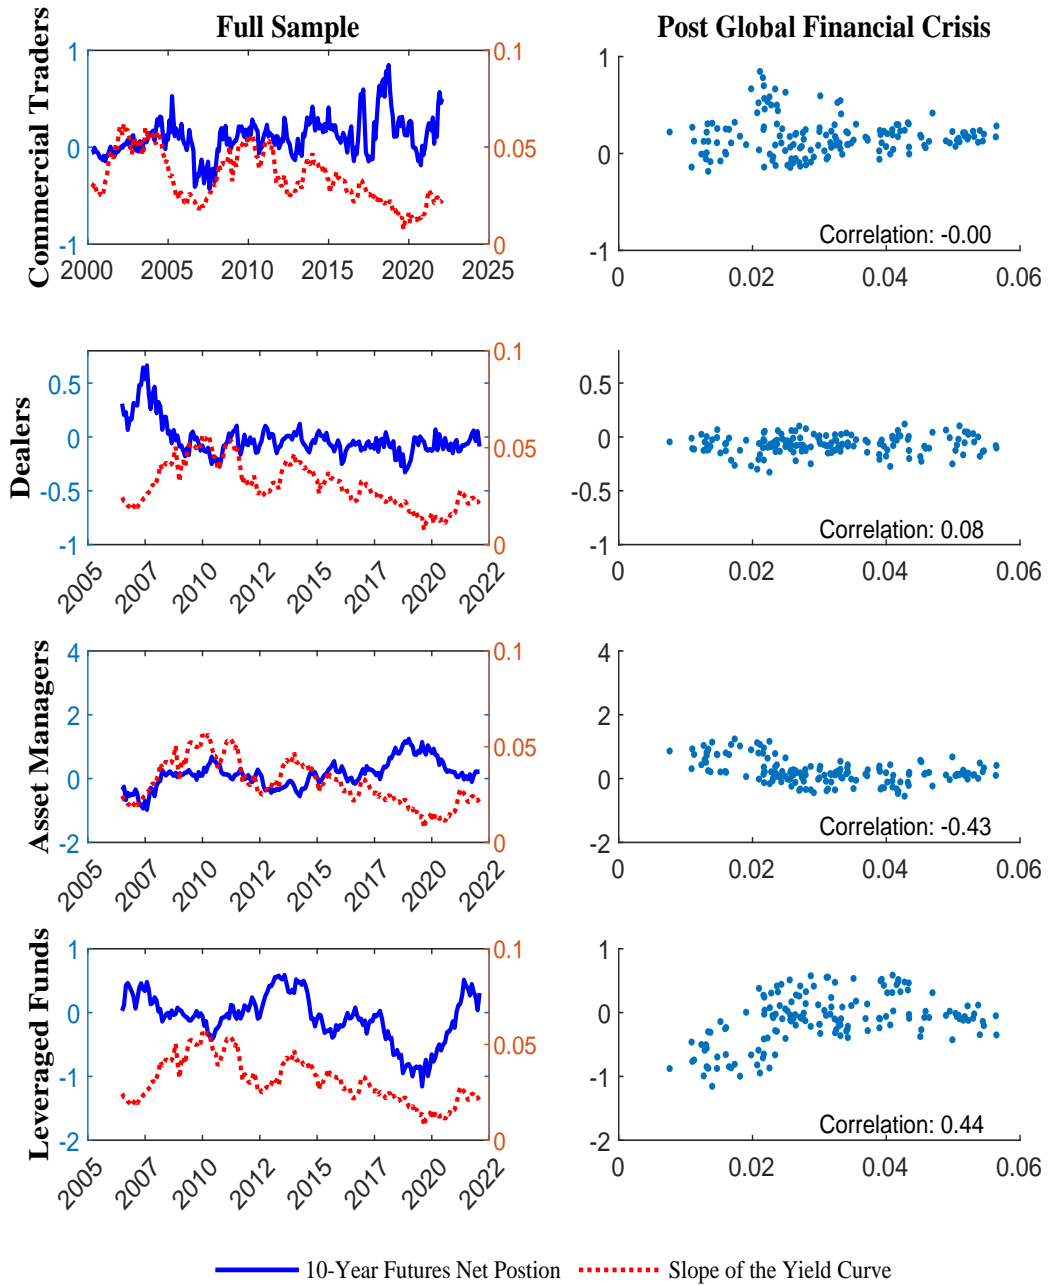 Full Sample
Post Global Financial Crisis
Commercial Traders
1
0
-1
0.1
0.05
0
2000 2005 2010 2015 2020 2025
1
0
-1
Correlation: -0.00
0 0.02 0.04 0.06
Dealers
0.5
0
-0.5
-1
0.1
0.05
0
2005 2007 2010 2012 2015 2017 2020 2022
0.5
0
-0.5
-1
Correlation: 0.08
0 0.02 0.04 0.06
Asset Managers
4
2
0
-2
0.1
0.05
0
2005 2007 2010 2012 2015 2017 2020 2022
4
2
0
-2
Correlation: -0.43
0 0.02 0.04 0.06
Leveraged Funds
1
0
-1
-2
0.1
0.05
0
2005 2007 2010 2012 2015 2017 2020 2022
1
0
-1
-2
Correlation: 0.44
0 0.02 0.04 0.06
10-Year Futures Net Postion Slope of the Yield Curve